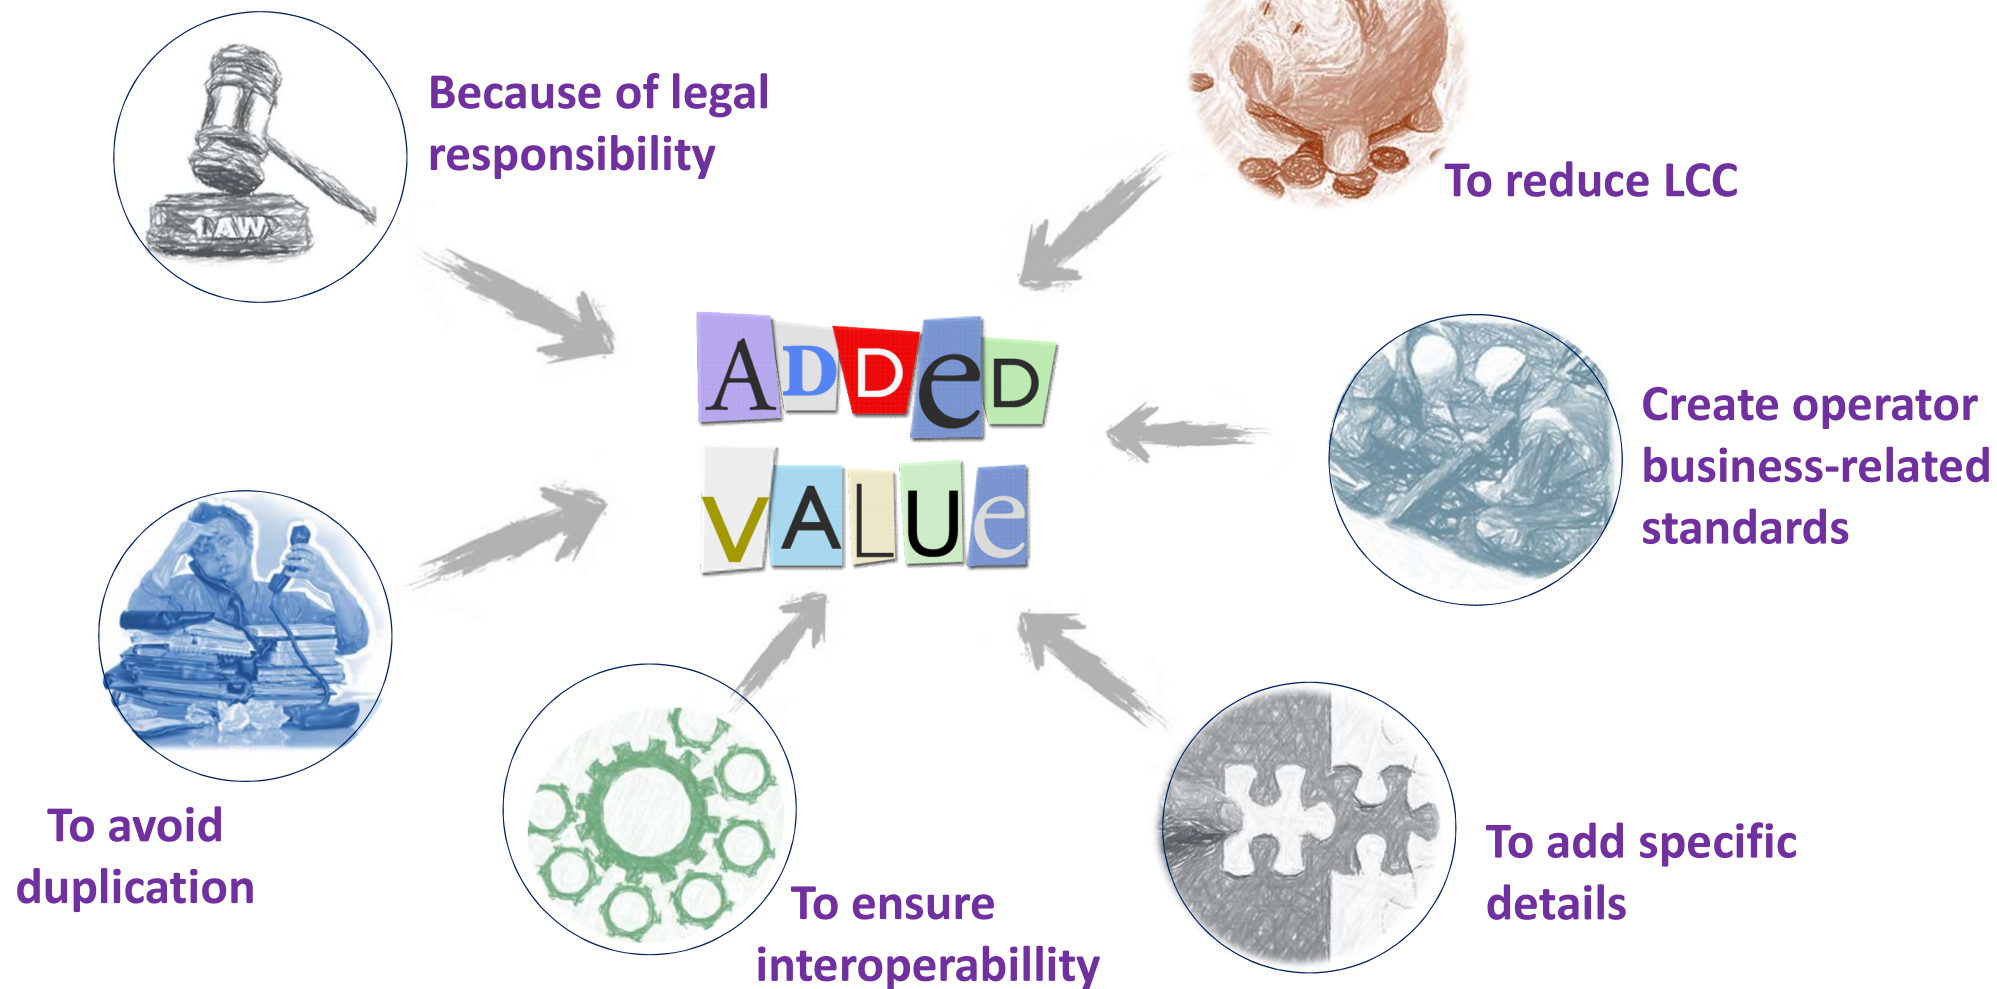 Because of legal
responsibility
LAW
To reduce LCC
ADDeD
VALUe
Create operator
business-related
standards
To avoid
duplication
To ensure
interoperabillity
To add specific
details